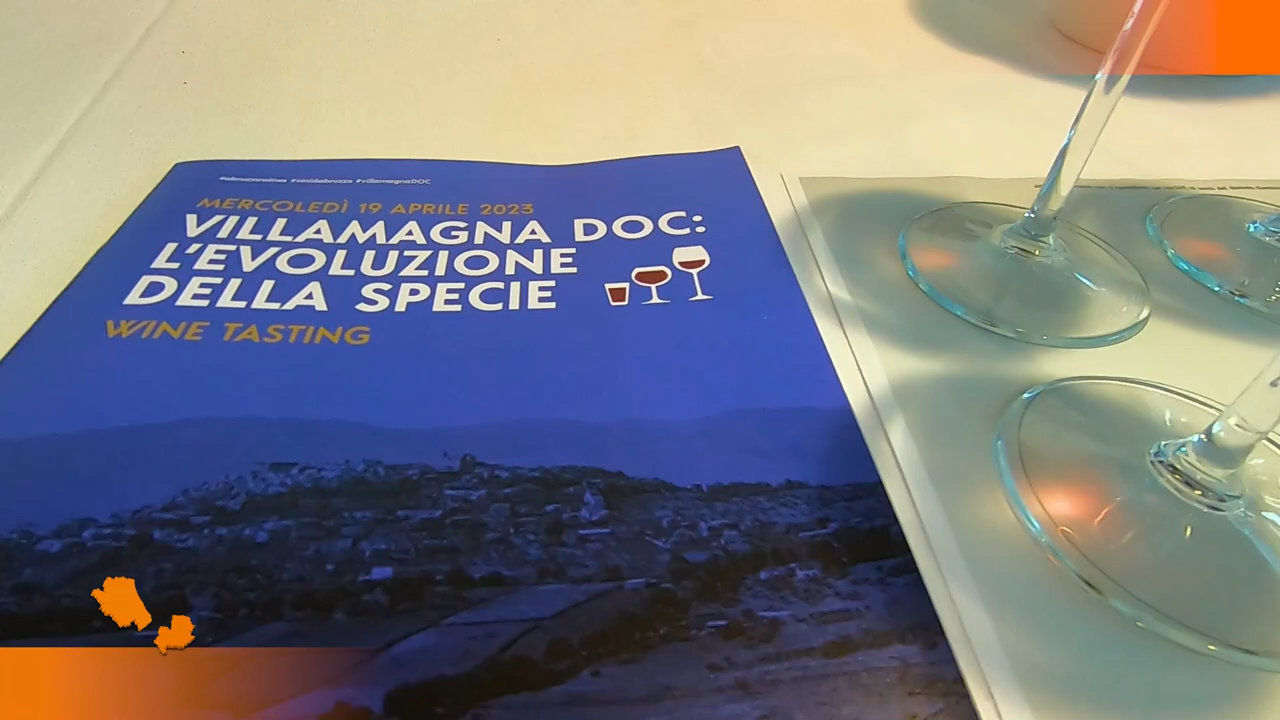 #abruzzowines #vinidabruzzo #villamagnaDOC
MERCOLEDÌ 19 APRILE 2023
VILLAMAGNA DOC:
L'EVOLUZIONE
DELLA SPECIE
WINE TASTING